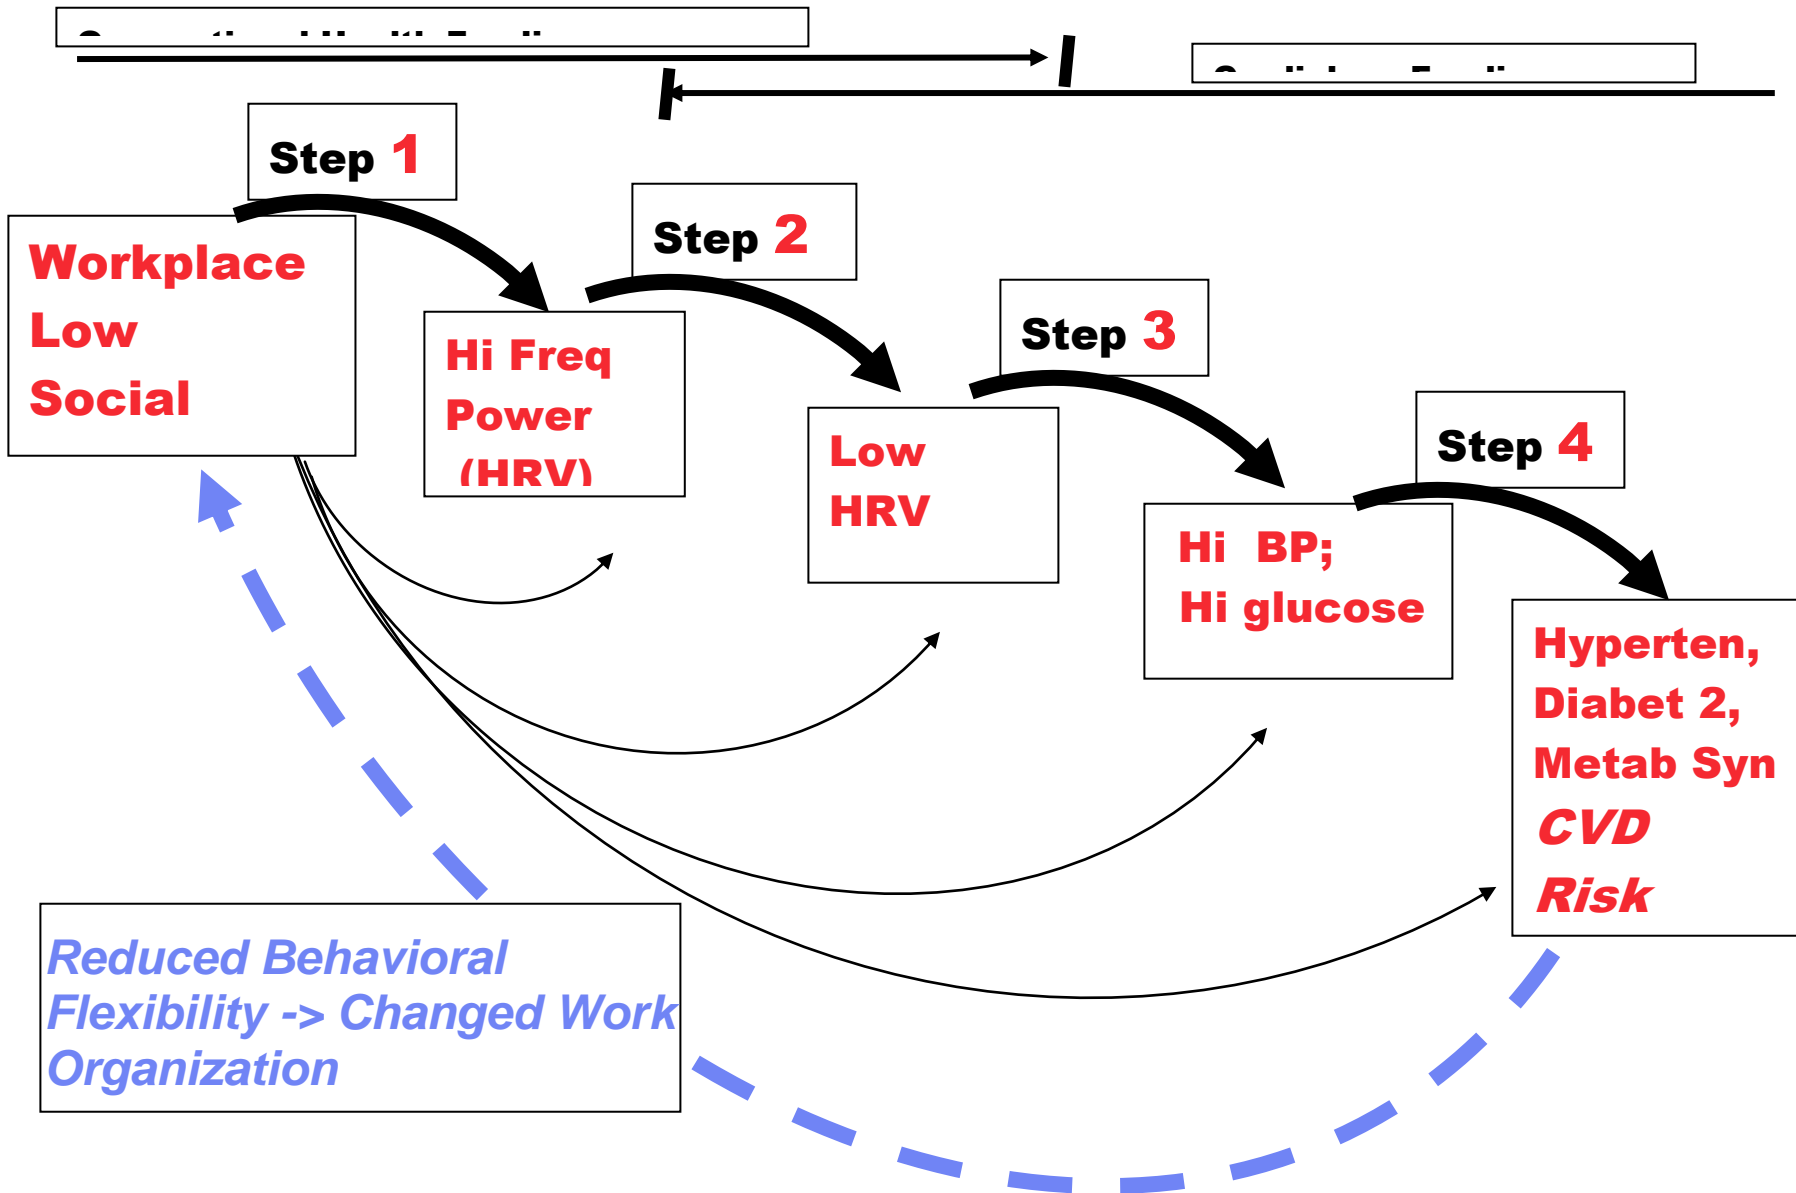 Step 1
Step 2
Workplace
Low
Social
Step 3
Hi Freq
Power
(HRV)
Step 4
Low
HRV
Hi BP;
Hi glucose
Hyperten,
Diabet 2,
Metab Syn
CVD
Risk
Reduced Behavioral
Flexibility -> Changed Work
Organization